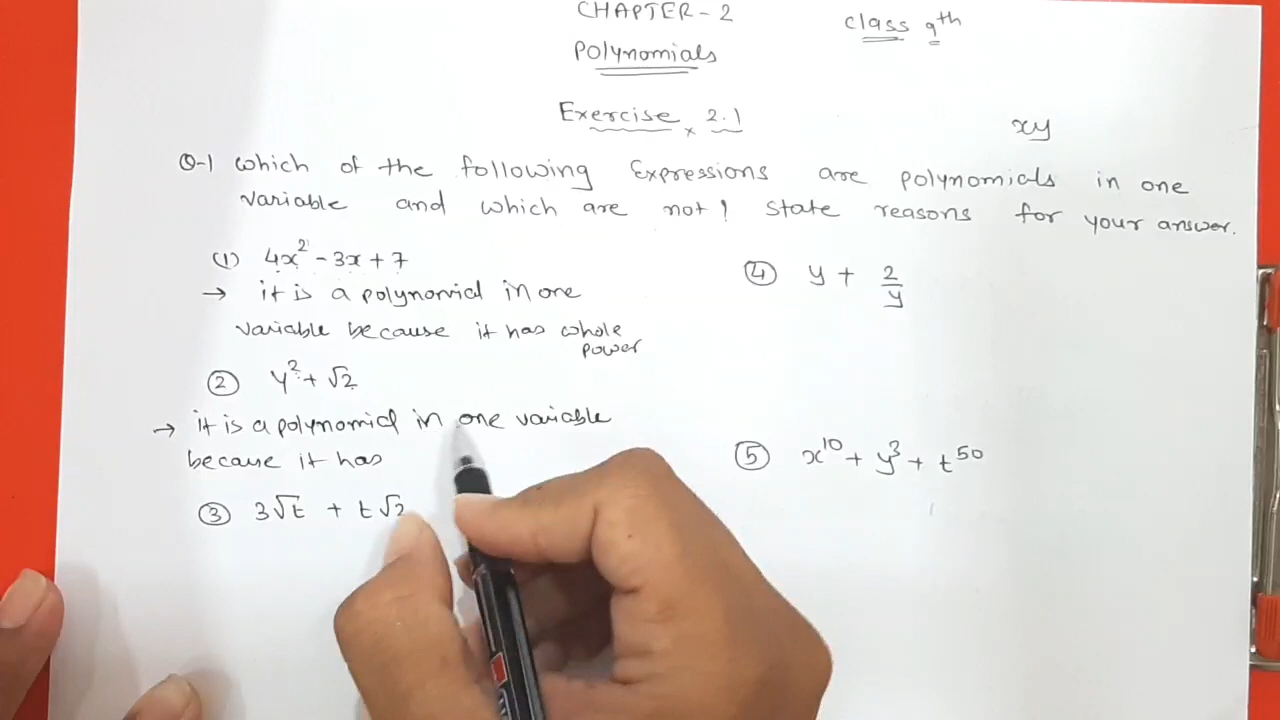 CHAPTER-2
class 9th
Polynomials
Exercise 2.1
xy
Q-1 which of the following Expressions are polynomials in one
variable and which are not! State reasons for your answer.
(1) 4x² - 3x + 7
→ it is a polynomial in one
variable because it has whole
power
② y² + √2
→ it is a polynomial in one variable
because it has
③ 3√t + t√2
④ y + 2/y
⑤ x¹⁰ + y³ + t⁵⁰